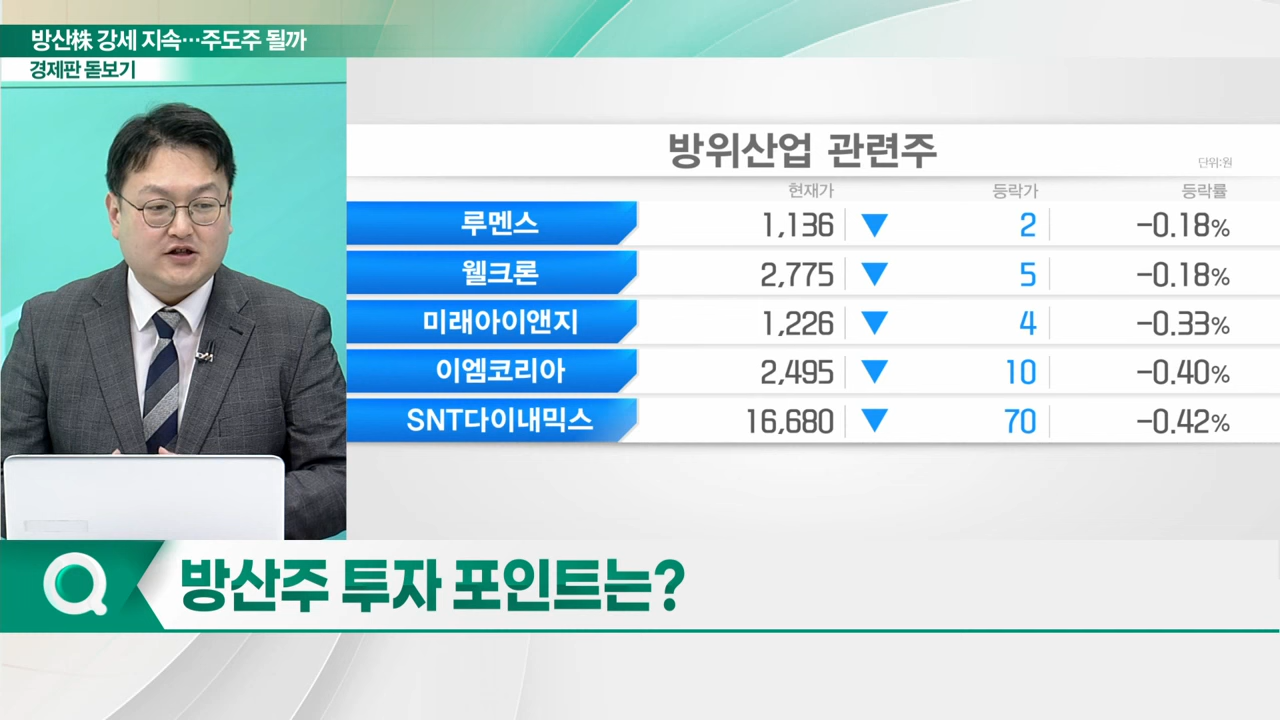 방산株 강세 지속…주도주 될까
경제판 돋보기
방위산업 관련주
단위:원
현재가 등락가 등락률
루멘스 1,136 ▼ 2 -0.18%
웰크론 2,775 ▼ 5 -0.18%
미래아이앤지 1,226 ▼ 4 -0.33%
이엠코리아 2,495 ▼ 10 -0.40%
SNT다이내믹스 16,680 ▼ 70 -0.42%
Q 방산주 투자 포인트는?